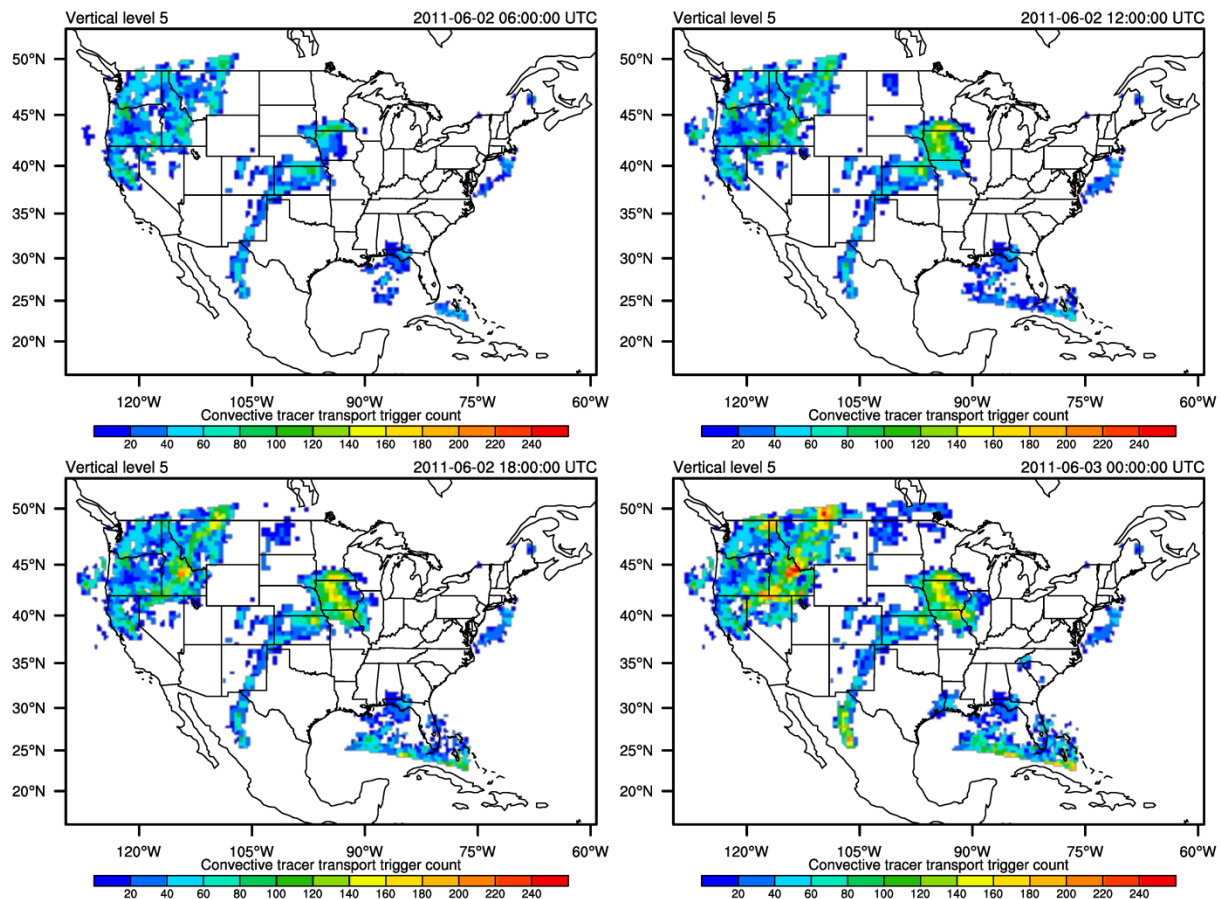 Vertical level 5 2011-06-02 06:00:00 UTC
50°N
45°N
40°N
35°N
30°N
25°N
20°N
120°W 105°W 90°W 75°W 60°W
Convective tracer transport trigger count
20 40 60 80 100 120 140 160 180 200 220 240
Vertical level 5 2011-06-02 12:00:00 UTC
50°N
45°N
40°N
35°N
30°N
25°N
20°N
120°W 105°W 90°W 75°W 60°W
Convective tracer transport trigger count
20 40 60 80 100 120 140 160 180 200 220 240
Vertical level 5 2011-06-02 18:00:00 UTC
50°N
45°N
40°N
35°N
30°N
25°N
20°N
120°W 105°W 90°W 75°W 60°W
Convective tracer transport trigger count
20 40 60 80 100 120 140 160 180 200 220 240
Vertical level 5 2011-06-03 00:00:00 UTC
50°N
45°N
40°N
35°N
30°N
25°N
20°N
120°W 105°W 90°W 75°W 60°W
Convective tracer transport trigger count
20 40 60 80 100 120 140 160 180 200 220 240